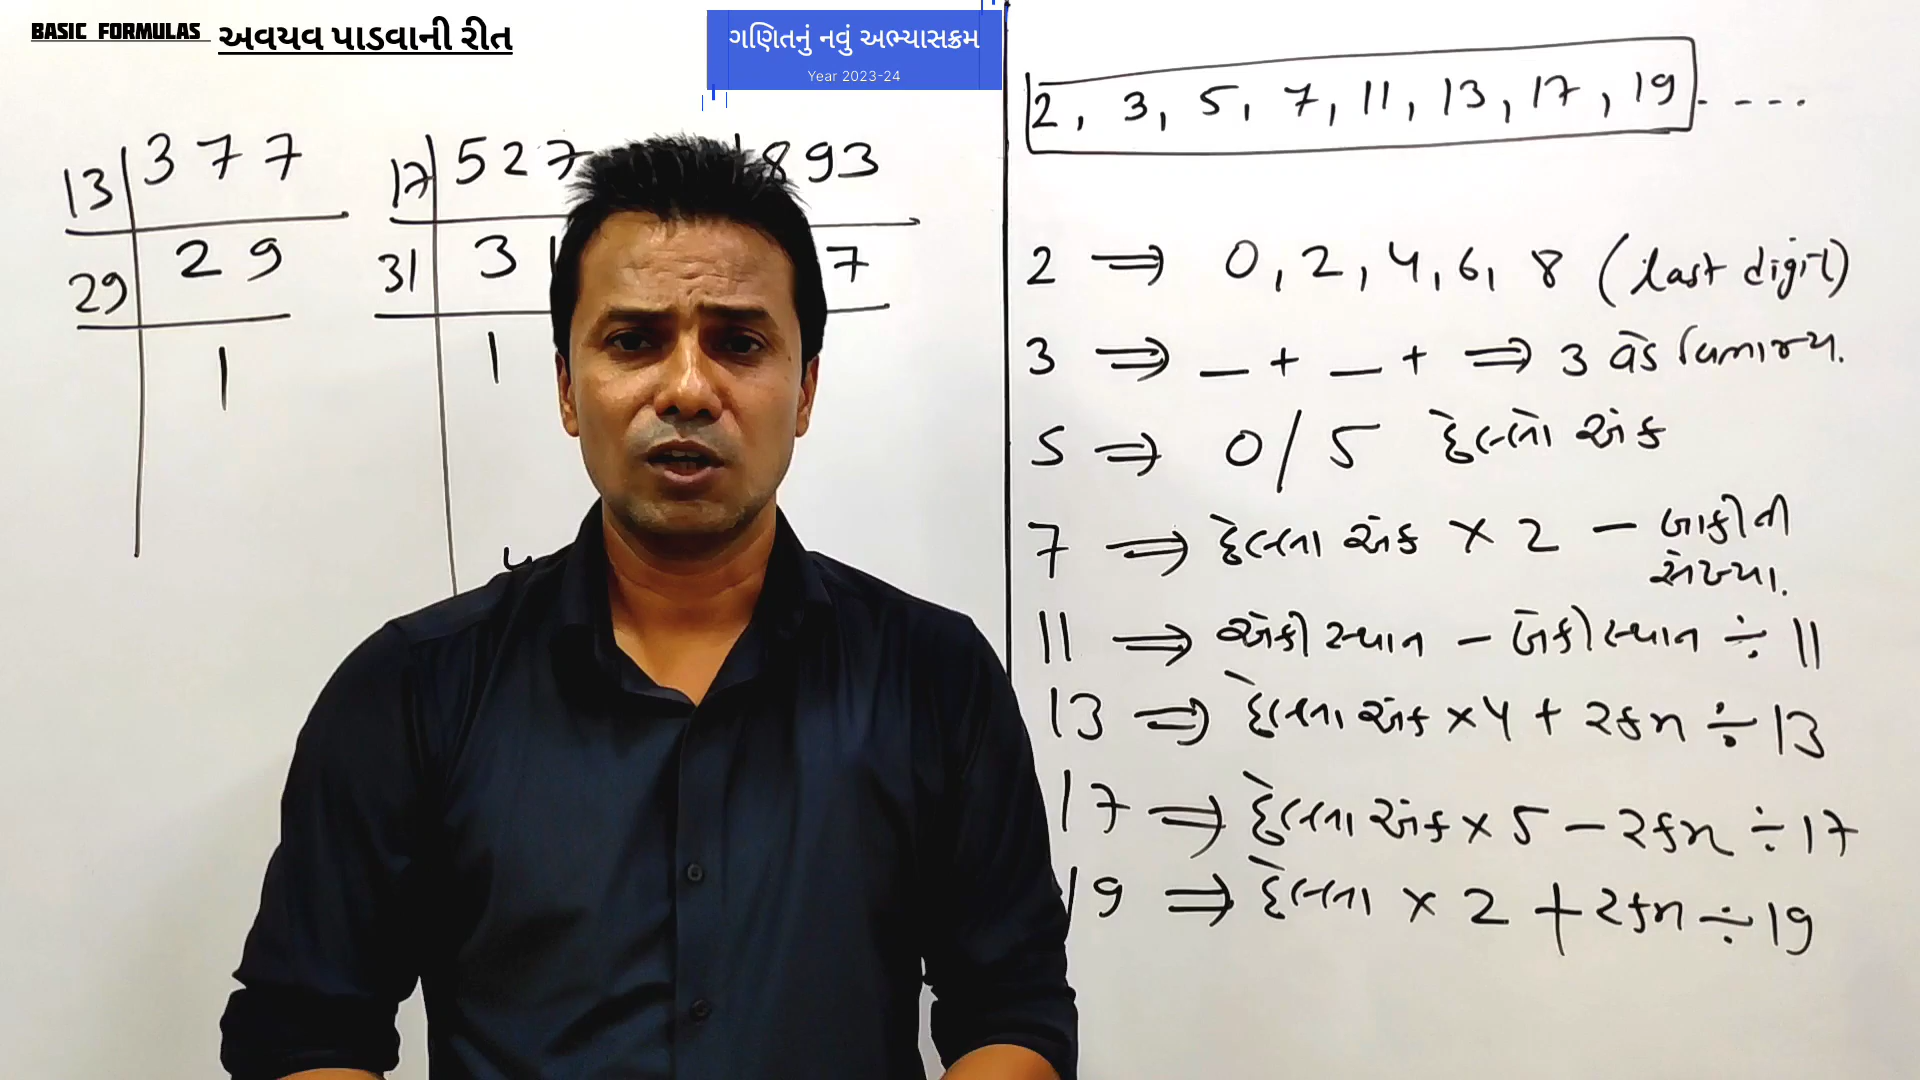 BASIC FORMULAS અવયવ પાડવાની રીત
ગણિતનું નવું અભ્યાસક્રમ
Year 2023-24
13 377
29 29
1
17 527
31 3
1
893
7
2, 3, 5, 7, 11, 13, 17, 19 ----
2 ⇒ 0, 2, 4, 6, 8 (last digit)
3 ⇒ _ + _ + ⇒ 3 વડે વિભાજ્ય.
5 ⇒ 0/5 છેલ્લો અંક
7 ⇒ છેલ્લા અંક × 2 – બાકીની
સંખ્યા.
11 ⇒ એકી સ્થાન – બેકી સ્થાન ÷ 11
13 ⇒ છેલ્લા અંક × 4 + રકમ ÷ 13
17 ⇒ છેલ્લા અંક × 5 – રકમ ÷ 17
19 ⇒ છેલ્લા × 2 + રકમ ÷ 19